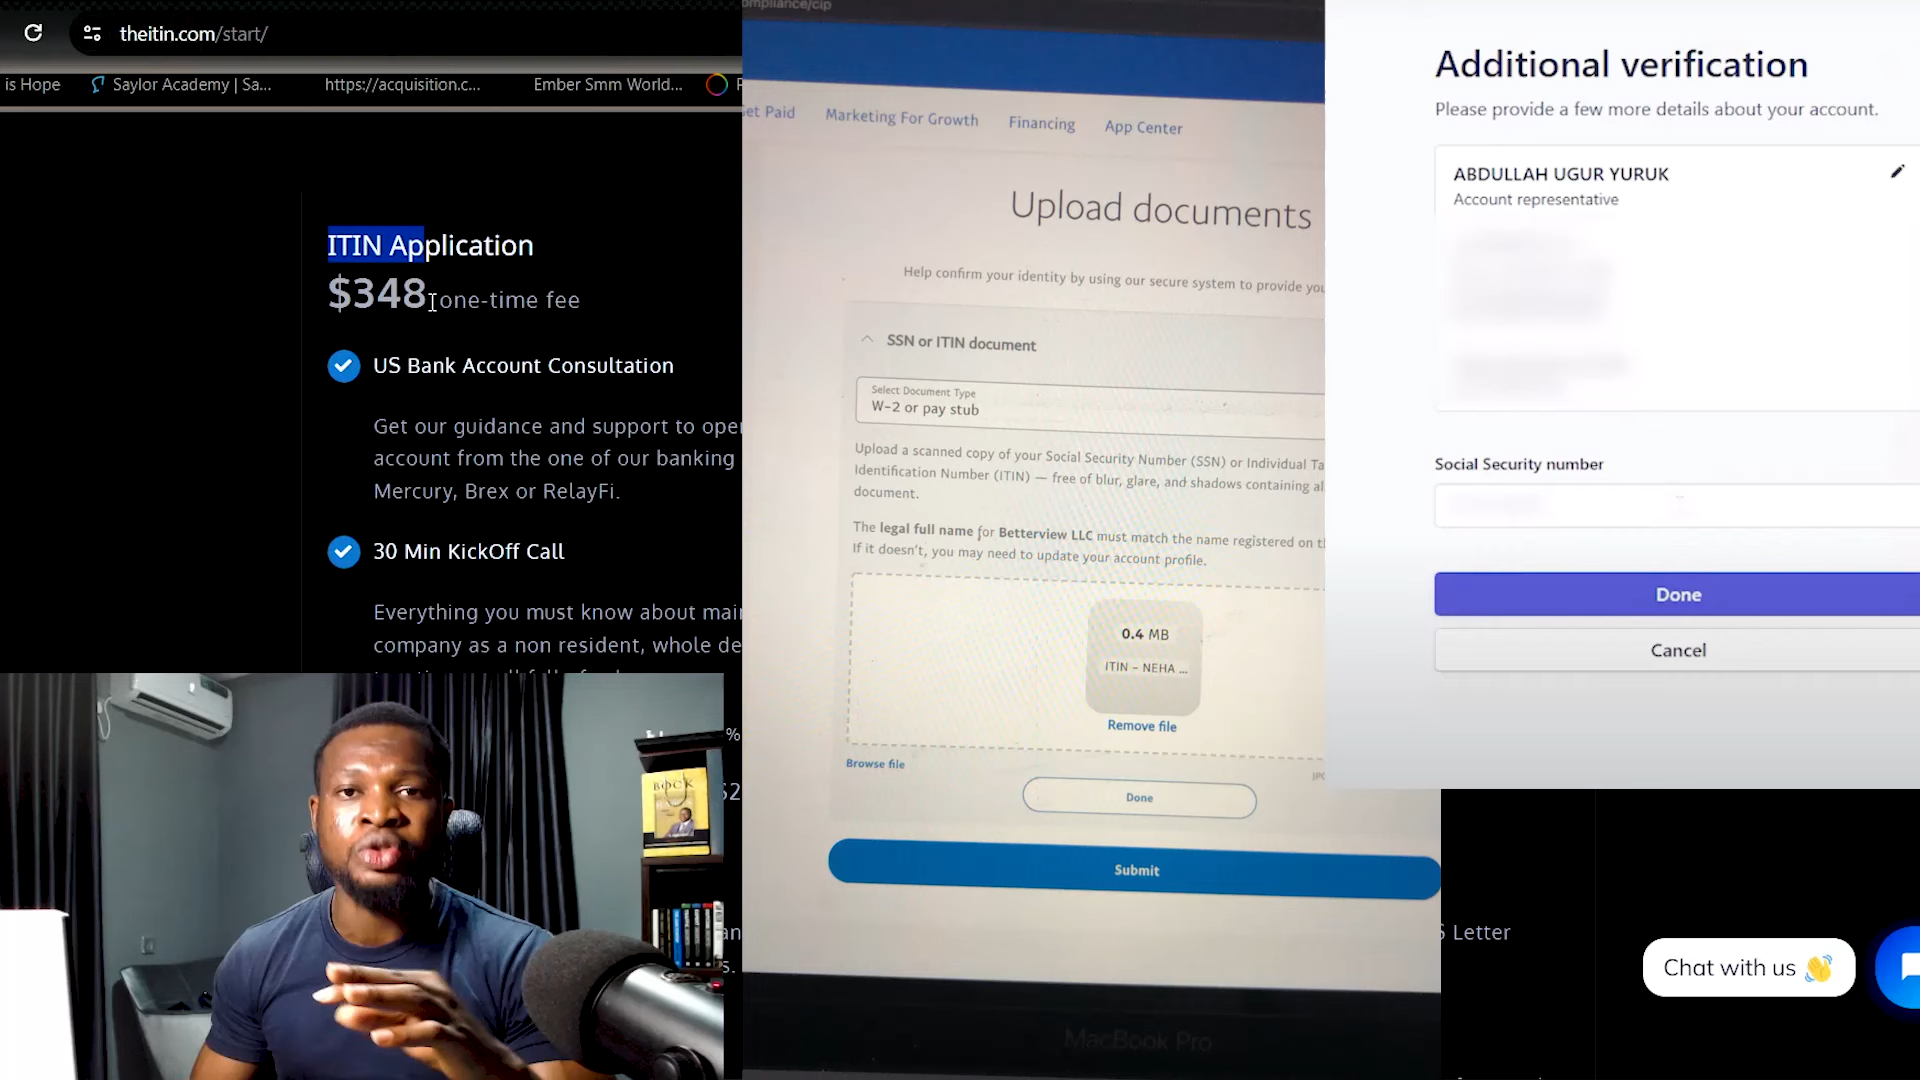 theitin.com/start/
is Hope
Saylor Academy | Sa...
https://acquisition.c...
Ember Smm World...
ITIN Application
$348 one-time fee
US Bank Account Consultation
Get our guidance and support to
account from the one of our banking
Mercury, Brex or RelayFi.
30 Min KickOff Call
Everything you must know about
company as a non resident, whole
%
BOCK
compliance/cip
Get Paid
Marketing For Growth
Financing
App Center
Upload documents
Help confirm your identity by using our secure system to provide
SSN or ITIN document
Select Document Type
W-2 or pay stub
Upload a scanned copy of your Social Security Number (SSN) or Individual
Identification Number (ITIN) — free of blur, glare, and shadows containing
document.
The legal full name for Betterview LLC must match the name registered on
If it doesn't, you may need to update your account profile.
0.4 MB
ITIN - NEHA ...
Remove file
Browse file
Done
Submit
MacBook Pro
Additional verification
Please provide a few more details about your account.
ABDULLAH UGUR YURUK
Account representative
Social Security number
Done
Cancel
Letter
Chat with us 👋